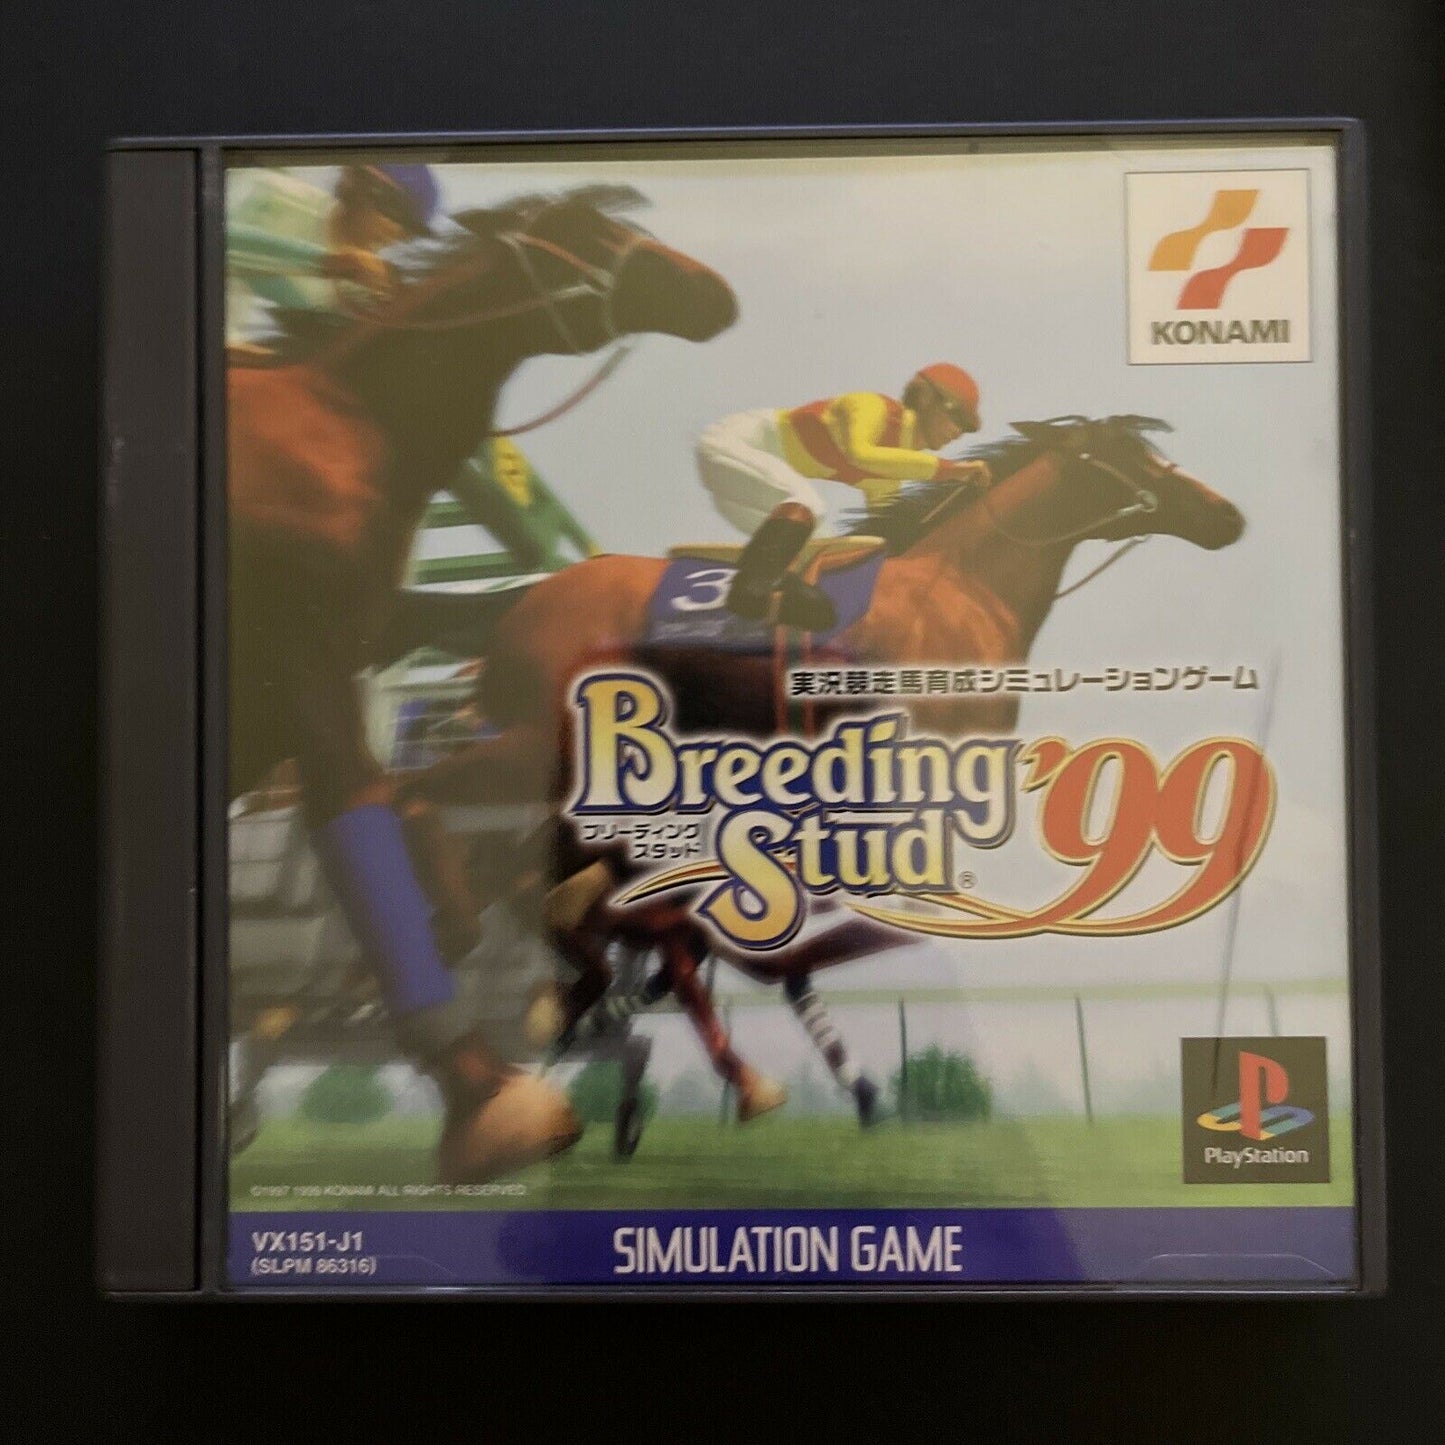 KONAMI
3
実況競走馬育成シミュレーションゲーム
Breeding
Stud® '99
ブリーディング
スタッド
PlayStation
©1997 1999 KONAMI ALL RIGHTS RESERVED
VX151-J1
(SLPM 86316)
SIMULATION GAME